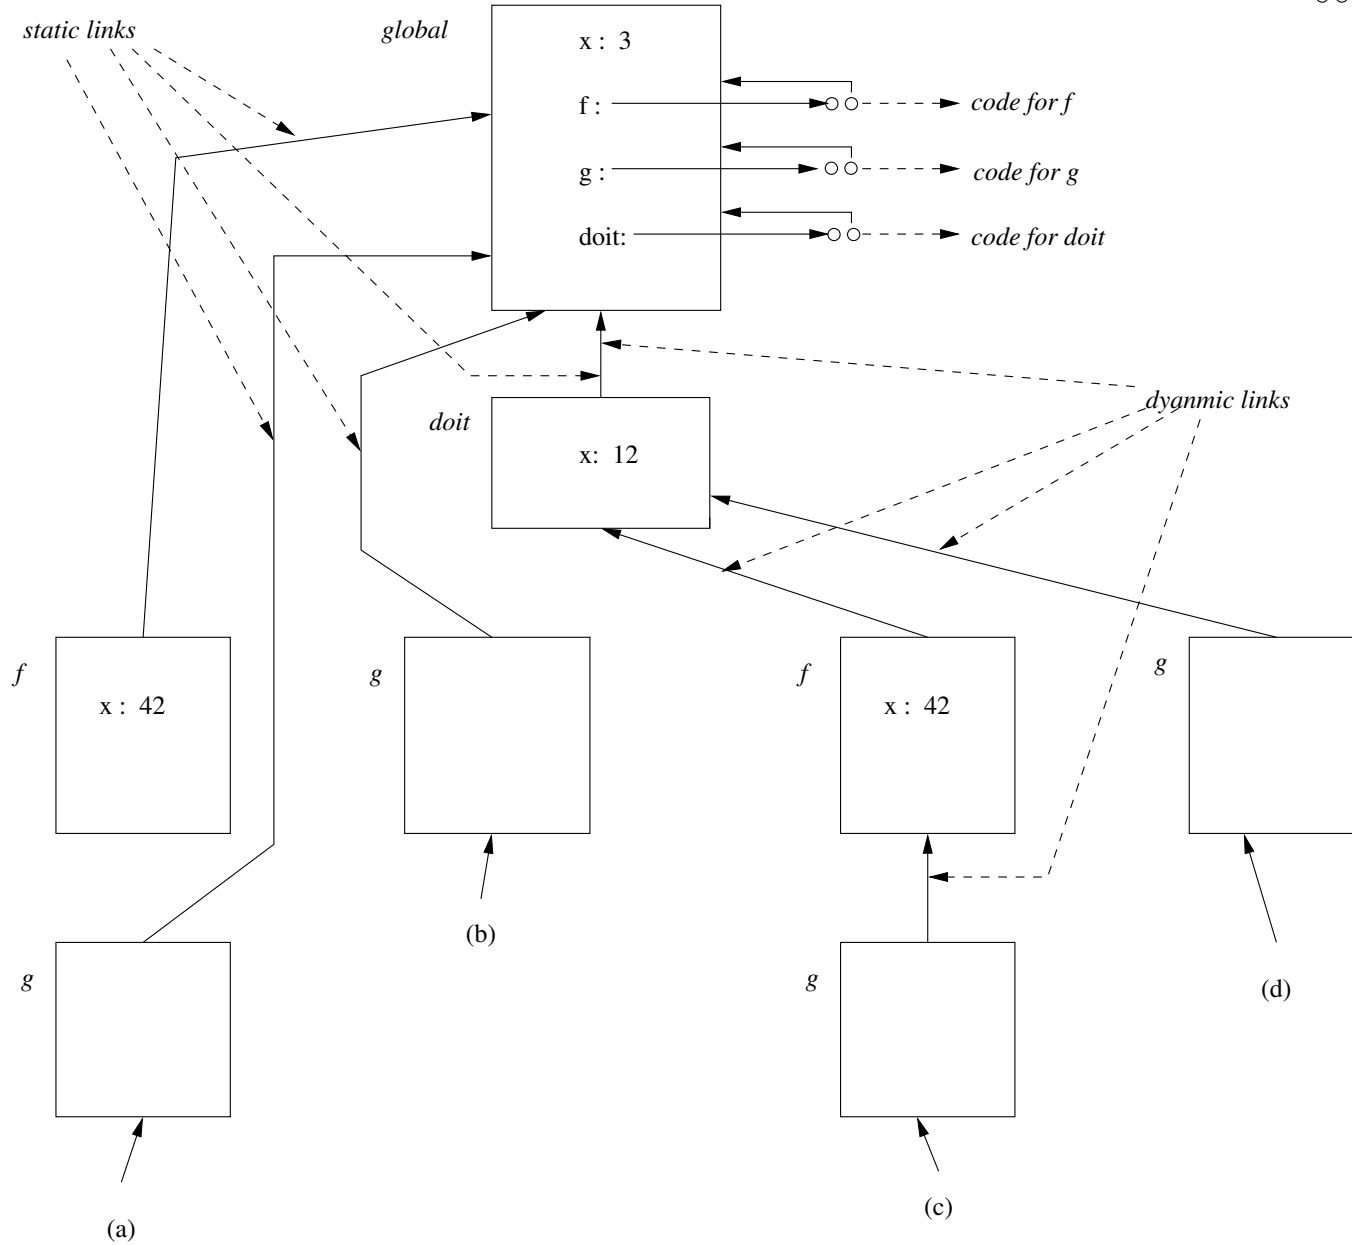 static links
global
x : 3
f :
code for f
g :
code for g
doit:
code for doit
dyanmic links
doit
x: 12
f
x : 42
g
f
x : 42
g
(b)
g
g
(d)
(c)
(a)